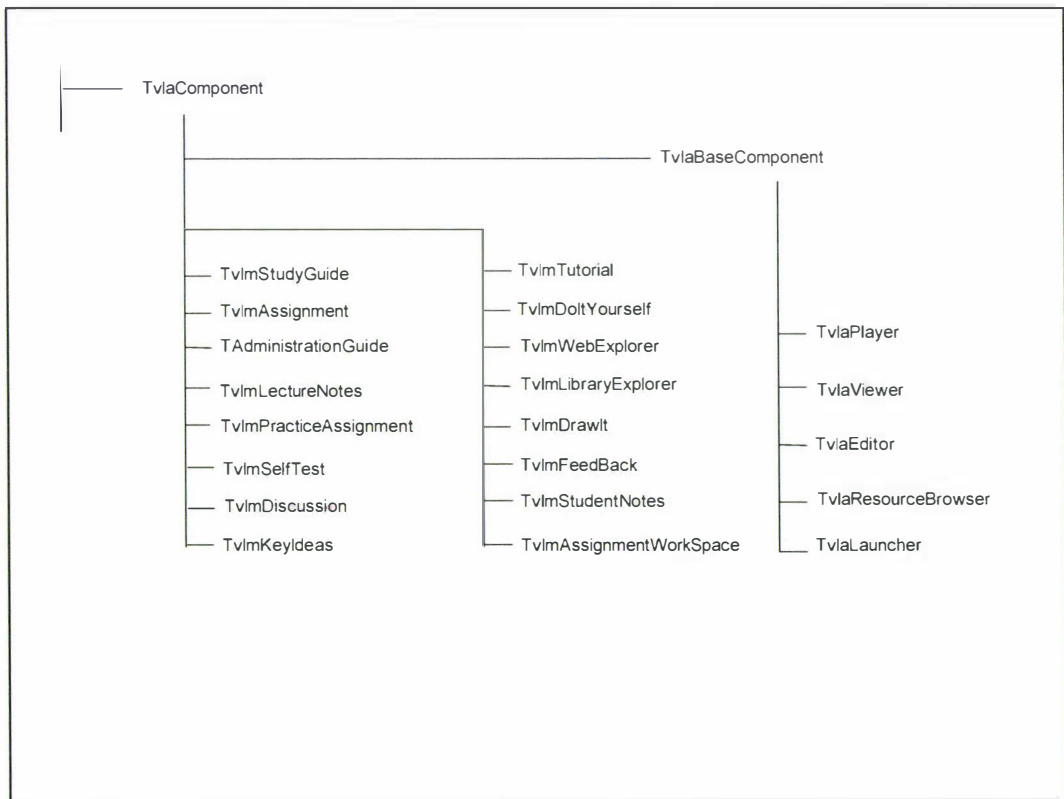 TvlaComponent
TvlaBaseComponent
TvlmStudyGuide
TvlmAssignment
TAdministrationGuide
TvlmLectureNotes
TvlmPracticeAssignment
TvlmSelfTest
TvlmDiscussion
TvlmKeyIdeas
TvlmTutorial
TvlmDoItYourself
TvlmWebExplorer
TvlmLibraryExplorer
TvlmDrawIt
TvlmFeedBack
TvlmStudentNotes
TvlmAssignmentWorkSpace
TvlaPlayer
TvlaViewer
TvlaEditor
TvlaResourceBrowser
TvlaLauncher